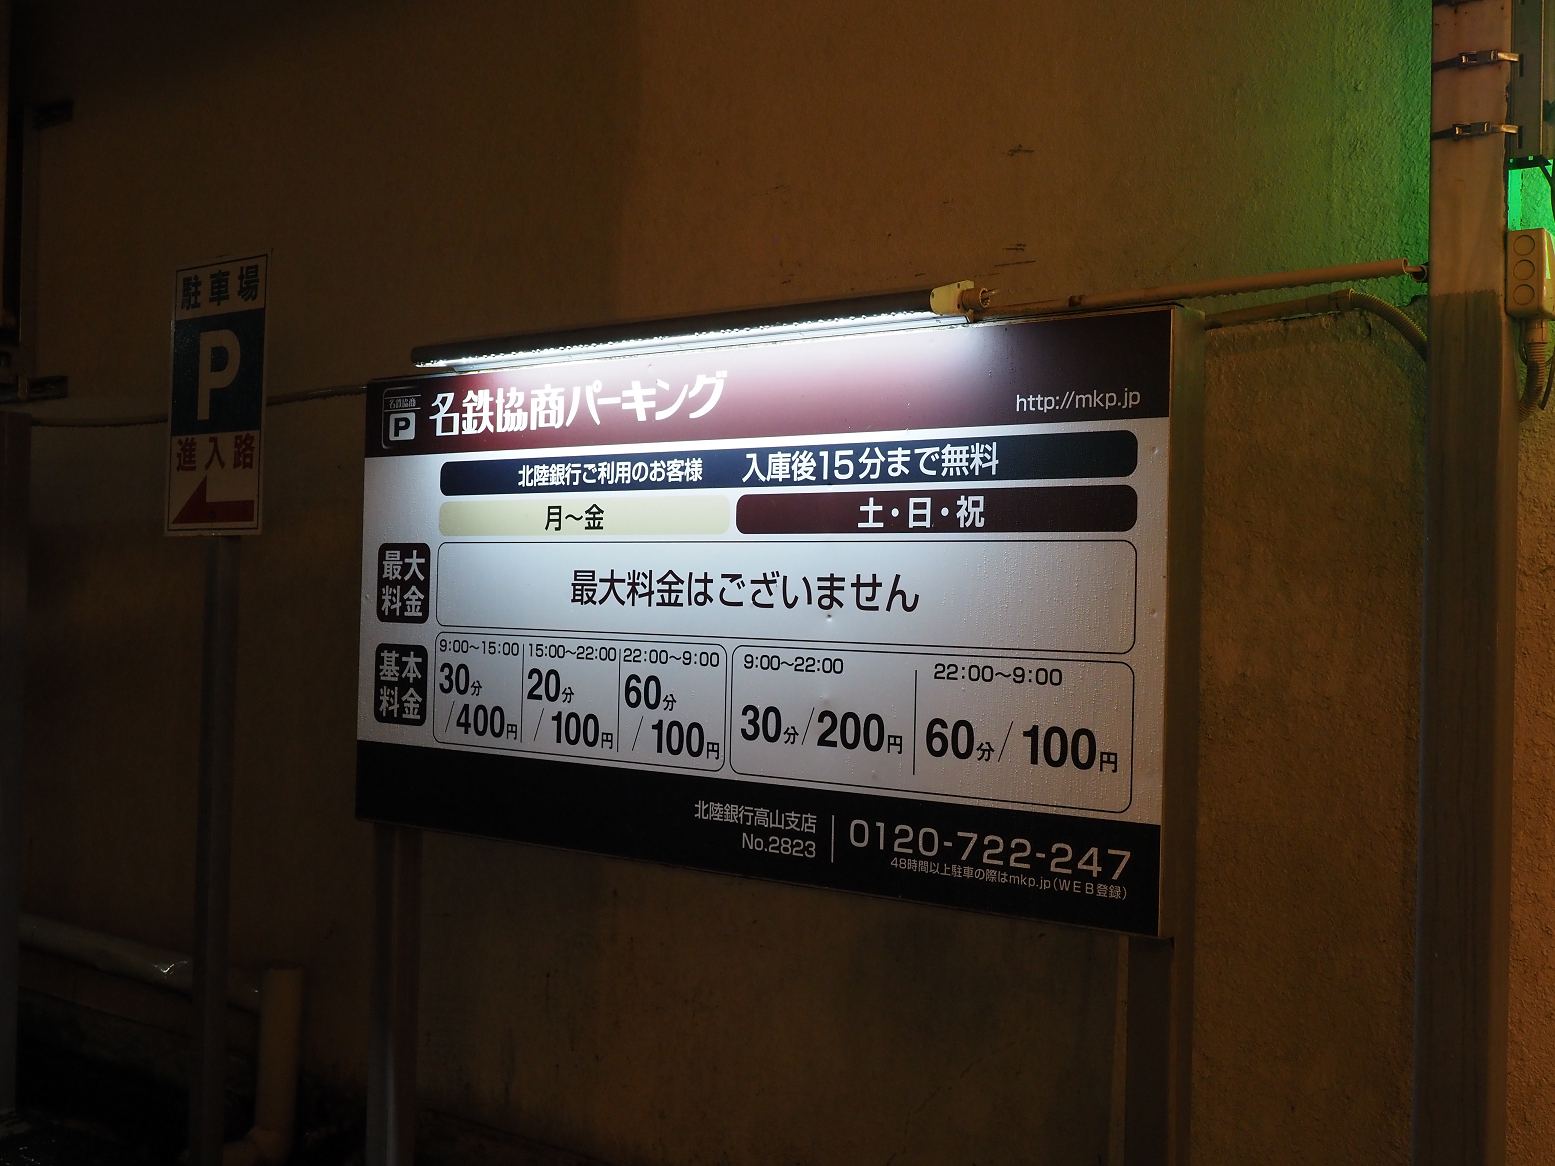 駐車場
P
進入路
名鉄協商
P
名鉄協商パーキング
http://mkp.jp
北陸銀行ご利用のお客様 入庫後15分まで無料
月〜金
土・日・祝
最大
料金
最大料金はございません
基本
料金
9:00〜15:00
30分
/400円
15:00〜22:00
20分
/100円
22:00〜9:00
60分
/100円
9:00〜22:00
30分/200円
22:00〜9:00
60分/100円
北陸銀行高山支店
No.2823
0120-722-247
48時間以上駐車の際はmkp.jp(WEB登録)